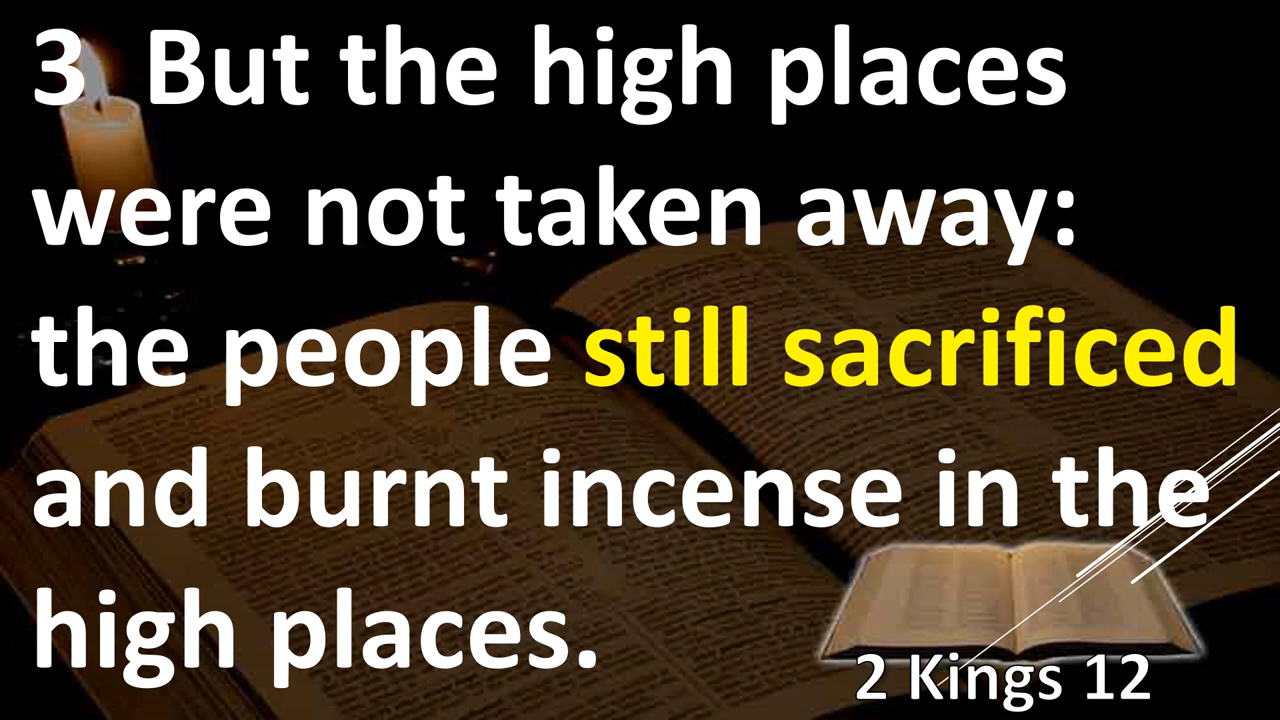 3 But the high places
were not taken away:
the people still sacrificed
and burnt incense in the
high places.
2 Kings 12